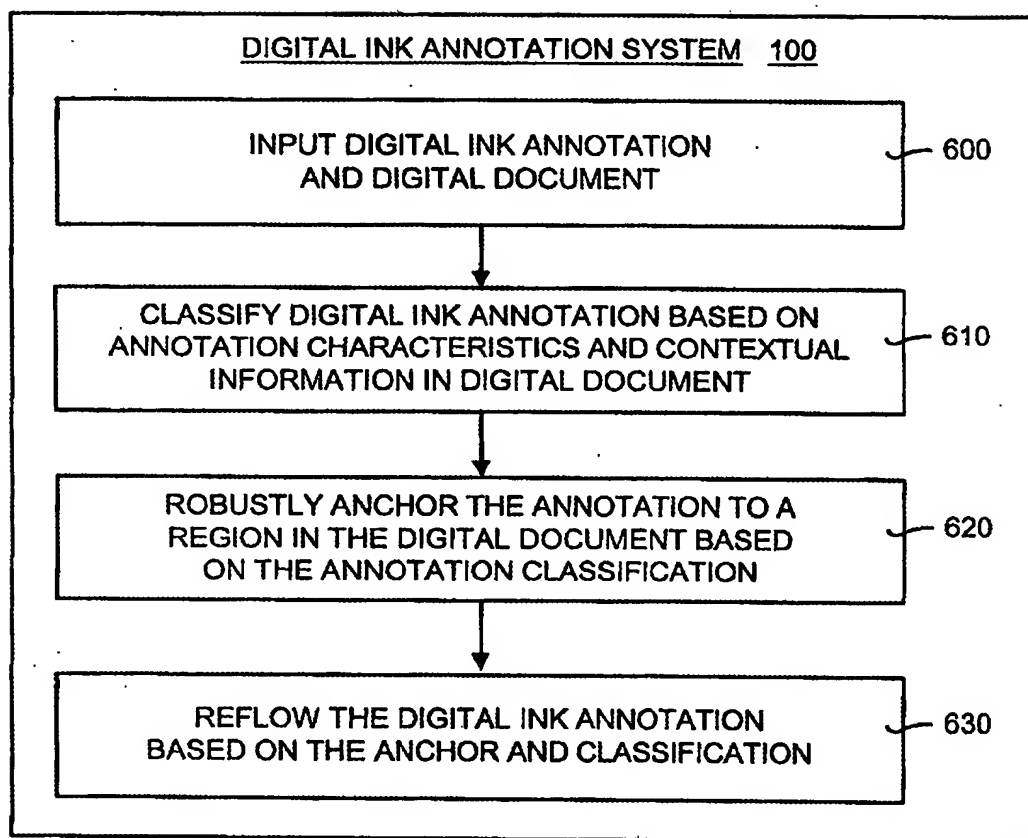 DIGITAL INK ANNOTATION SYSTEM 100
INPUT DIGITAL INK ANNOTATION
AND DIGITAL DOCUMENT
600
CLASSIFY DIGITAL INK ANNOTATION BASED ON
ANNOTATION CHARACTERISTICS AND CONTEXTUAL
INFORMATION IN DIGITAL DOCUMENT
610
ROBUSTLY ANCHOR THE ANNOTATION TO A
REGION IN THE DIGITAL DOCUMENT BASED
ON THE ANNOTATION CLASSIFICATION
620
REFLOW THE DIGITAL INK ANNOTATION
BASED ON THE ANCHOR AND CLASSIFICATION
630